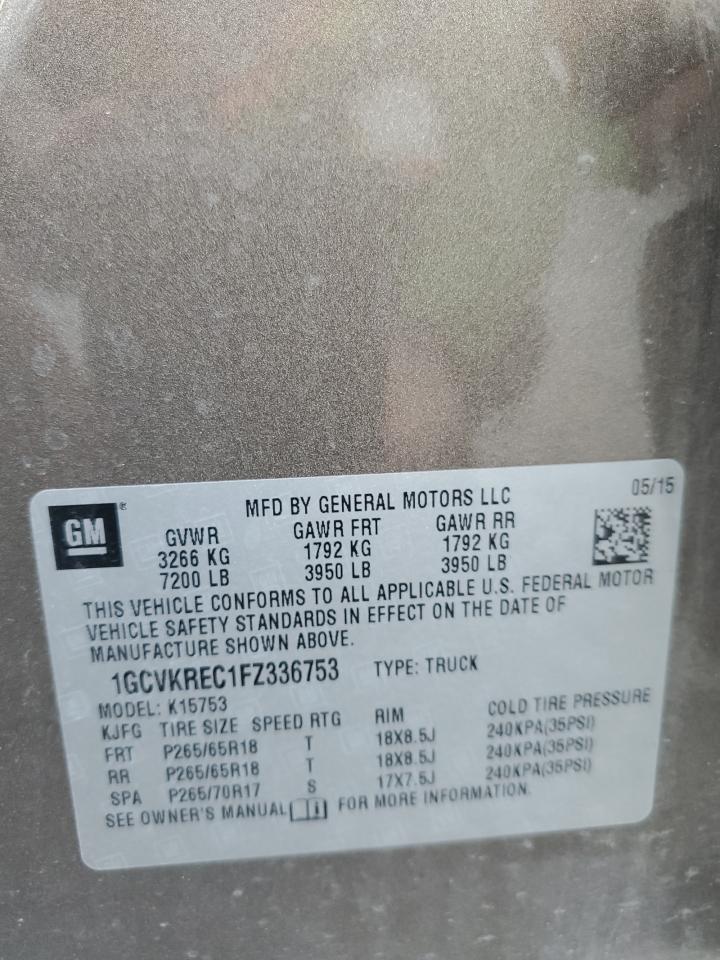 GM®
05/15
MFD BY GENERAL MOTORS LLC
GVWR GAWR FRT GAWR RR
3266 KG 1792 KG 1792 KG
7200 LB 3950 LB 3950 LB
THIS VEHICLE CONFORMS TO ALL APPLICABLE U.S. FEDERAL MOTOR
VEHICLE SAFETY STANDARDS IN EFFECT ON THE DATE OF
MANUFACTURE SHOWN ABOVE.
1GCVKREC1FZ336753 TYPE: TRUCK
MODEL: K15753
KJFG TIRE SIZE SPEED RTG RIM COLD TIRE PRESSURE
FRT P265/65R18 T 18X8.5J 240KPA(35PSI)
RR P265/65R18 T 18X8.5J 240KPA(35PSI)
SPA P265/70R17 S 17X7.5J 240KPA(35PSI)
SEE OWNER'S MANUAL FOR MORE INFORMATION.